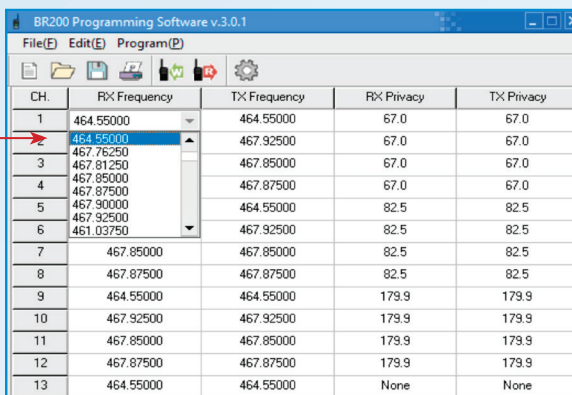 BR200 Programming Software v.3.0.1
File(F) Edit(E) Program(P)
W R
CH. RX Frequency TX Frequency RX Privacy TX Privacy
1 464.55000 464.55000 67.0 67.0
2 464.55000 467.92500 67.0 67.0
467.76250
3 467.81250 467.85000 67.0 67.0
467.85000
4 467.87500 467.87500 67.0 67.0
5 467.90000 464.55000 82.5 82.5
467.92500
6 461.03750 467.92500 82.5 82.5
7 467.85000 467.85000 82.5 82.5
8 467.87500 467.87500 82.5 82.5
9 464.55000 464.55000 179.9 179.9
10 467.92500 467.92500 179.9 179.9
11 467.85000 467.85000 179.9 179.9
12 467.87500 467.87500 179.9 179.9
13 464.55000 464.55000 None None